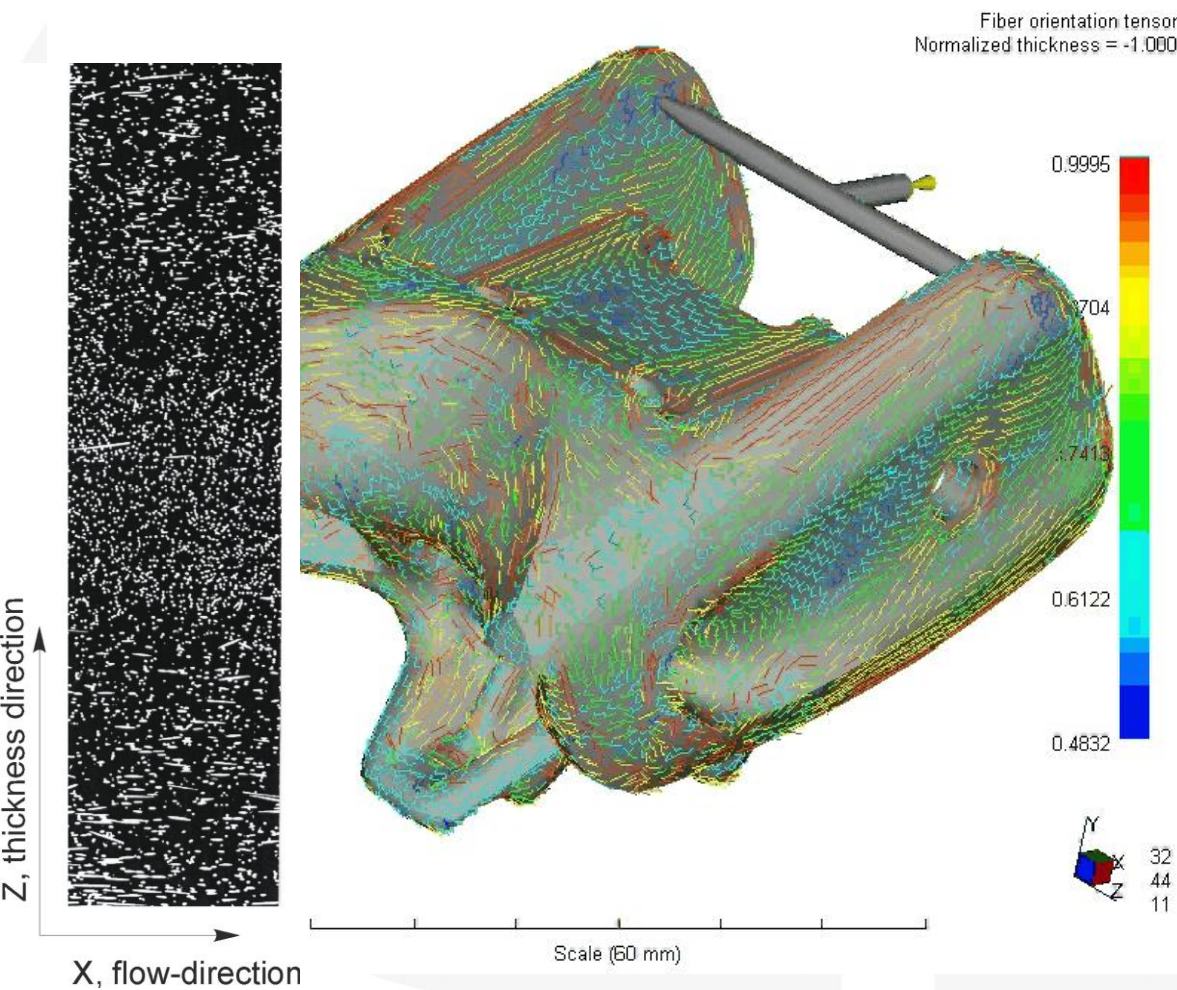 Fiber orientation tensor
Normalized thickness = -1.000
0.9995
704
.7413
0.6122
0.4832
Z, thickness direction
X, flow-direction
Scale (60 mm)
Y
X
Z
32
44
11